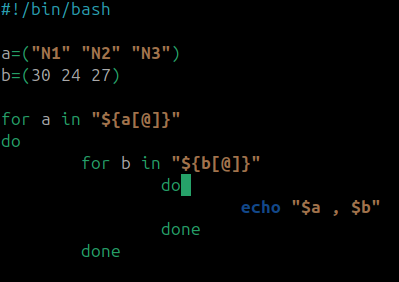 #!/bin/bash
a=("N1" "N2" "N3")
b=(30 24 27)
for a in "${a[@]}"
do
for b in "${b[@]}"
do
echo "$a , $b"
done
done